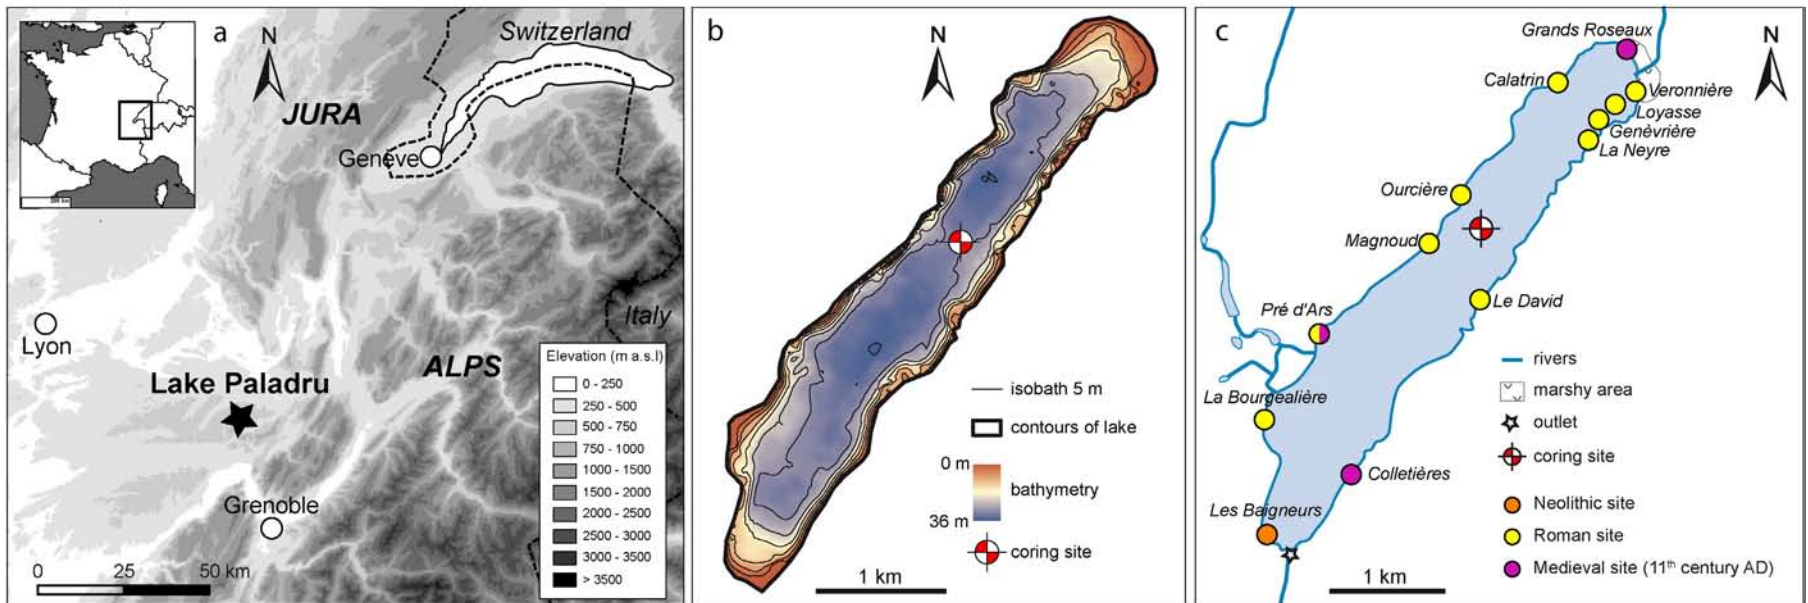 a
N
Switzerland
JURA
Genève
Italy
Lyon
ALPS
Lake Paladru
Grenoble
Elevation (m a.s.l)
0 - 250
250 - 500
500 - 750
750 - 1000
1000 - 1500
1500 - 2000
2000 - 2500
2500 - 3000
3000 - 3500
> 3500
0 25 50 km
b
N
isobath 5 m
contours of lake
0 m
bathymetry
36 m
coring site
1 km
c
N
Grands Roseaux
Calatrin
Veronnière
Loyasse
Genèvrière
La Neyre
Ourcière
Magnoud
Le David
Pré d'Ars
La Bourgealière
Colletières
Les Baigneurs
rivers
marshy area
outlet
coring site
Neolithic site
Roman site
Medieval site (11th century AD)
1 km